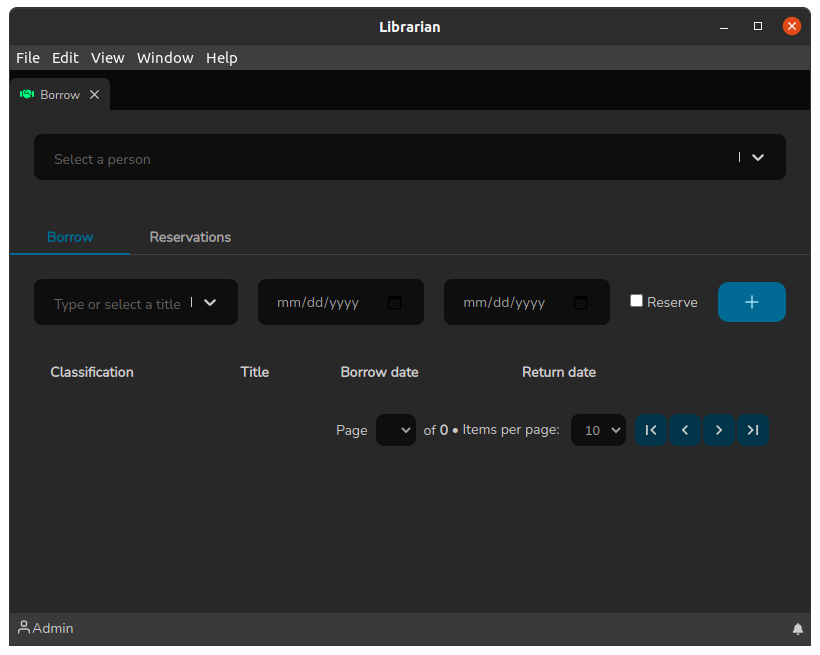 Librarian
File Edit View Window Help
Borrow
Select a person
Borrow Reservations
Type or select a title mm/dd/yyyy mm/dd/yyyy Reserve +
Classification Title Borrow date Return date
Page of 0 • Items per page: 10
Admin